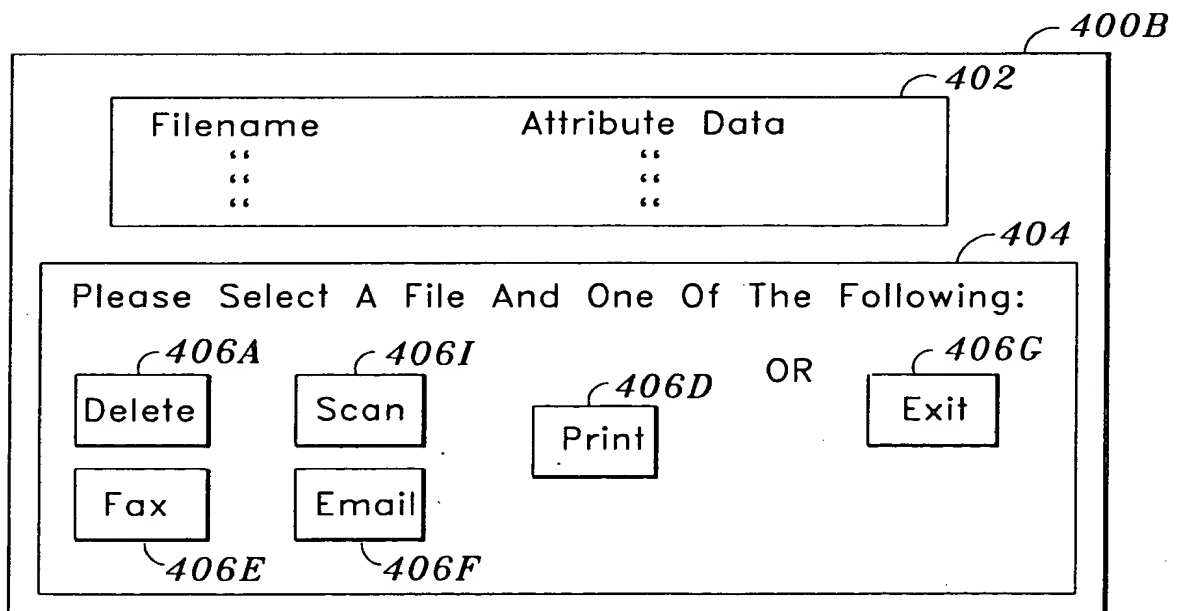 400B
402
Filename Attribute Data
“ “
“ “
“ “
404
Please Select A File And One Of The Following:
406A 406I 406D OR 406G
Delete Scan Print Exit
Fax Email
406E 406F